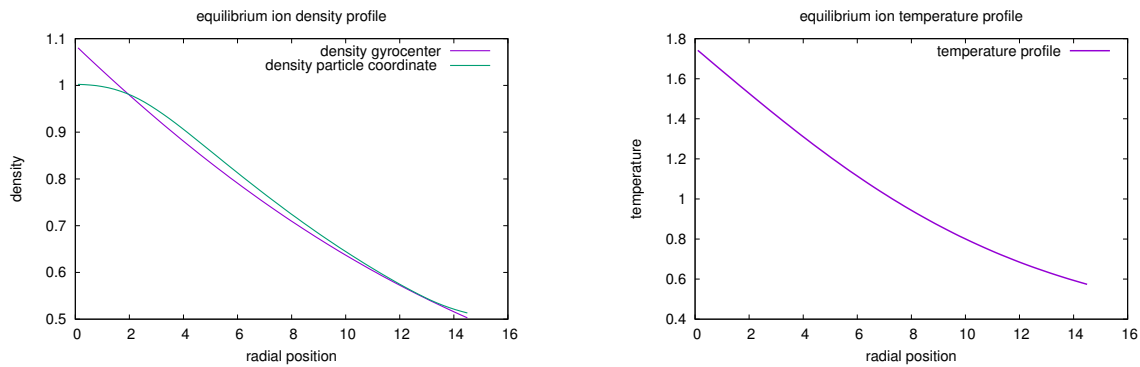 equilibrium ion density profile
1.1
1
0.9
0.8
0.7
0.6
0.5
density
density gyrocenter
density particle coordinate
0 2 4 6 8 10 12 14 16
radial position
equilibrium ion temperature profile
1.8
1.6
1.4
1.2
1
0.8
0.6
0.4
temperature
temperature profile
0 2 4 6 8 10 12 14 16
radial position